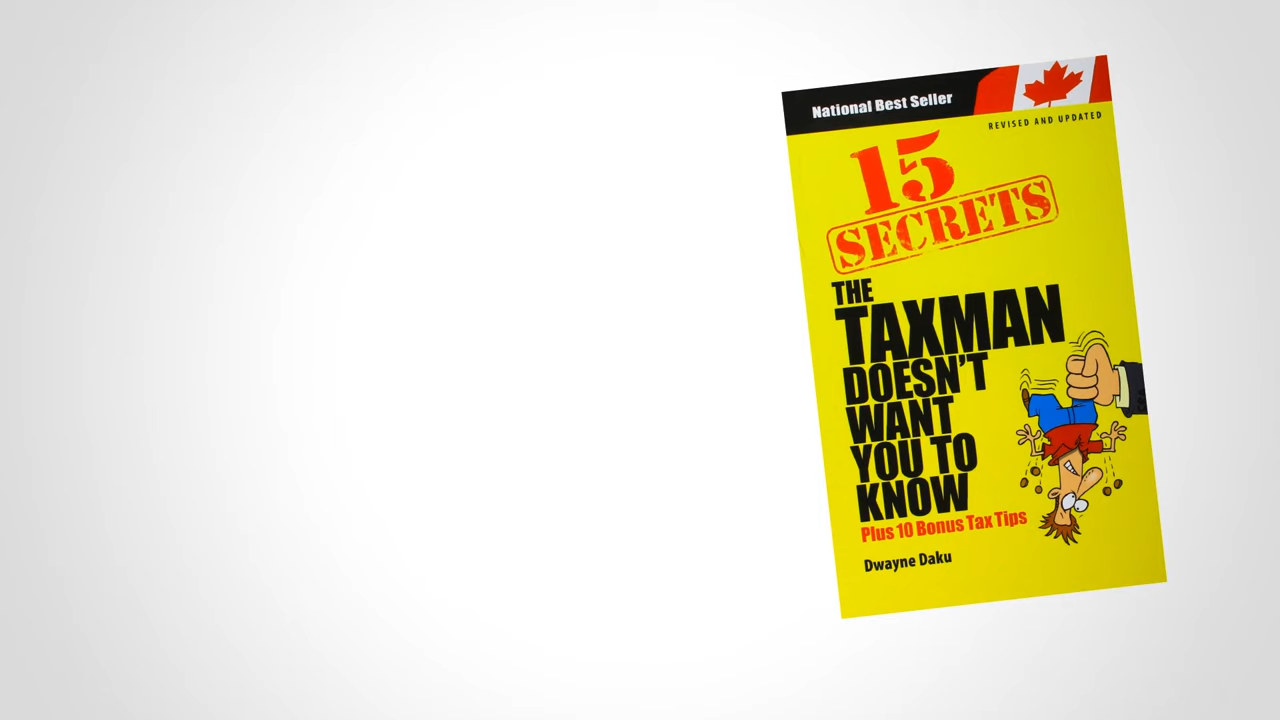 National Best Seller
REVISED AND UPDATED
15
SECRETS
THE
TAXMAN
DOESN'T
WANT
YOU TO
KNOW
Plus 10 Bonus Tax Tips
Dwayne Daku